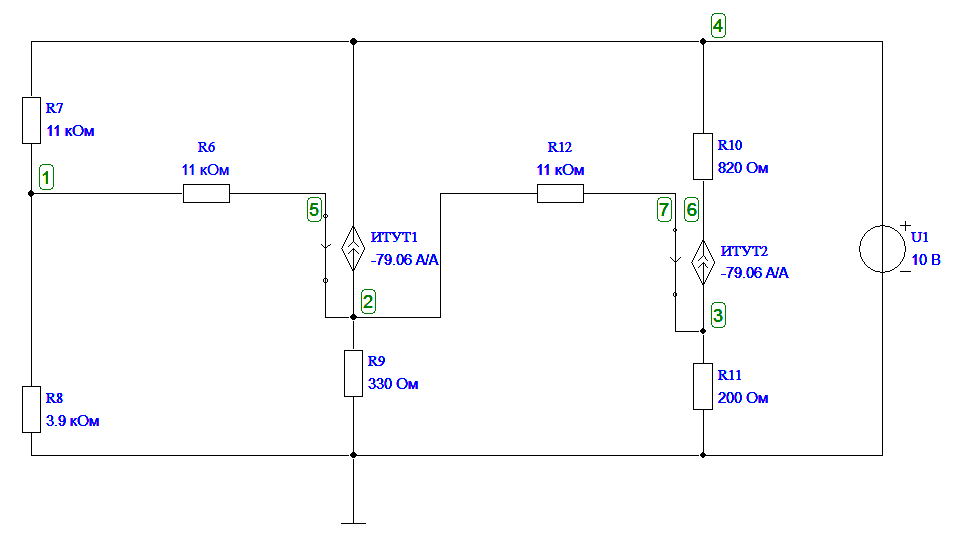 4
R7
11 кОм
R6
11 кОм
R12
11 кОм
R10
820 Ом
1
5
7
6
ИТУТ1
-79.06 А/А
ИТУТ2
-79.06 А/А
+
U1
10 В
−
2
3
R9
330 Ом
R11
200 Ом
R8
3.9 кОм